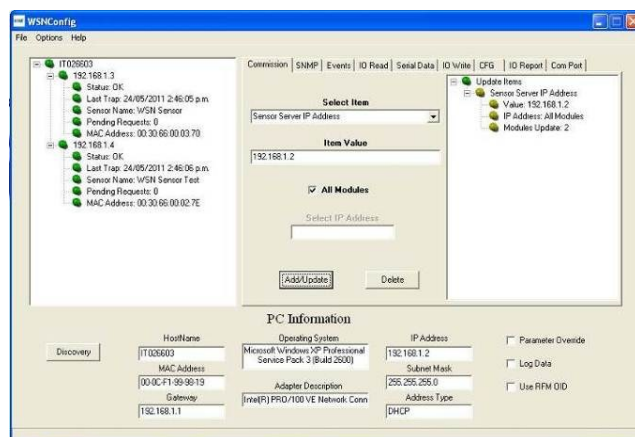 WSNConfig
File Options Help
IT026603
192.168.1.3
Status: OK
Last Trap: 24/05/2011 2:46:05 p.m.
Sensor Name: WSN Sensor
Pending Requests: 0
MAC Address: 00:30:66:00:03:70
192.168.1.4
Status: OK
Last Trap: 24/05/2011 2:46:06 p.m.
Sensor Name: WSN Sensor Test
Pending Requests: 0
MAC Address: 00:30:66:00:02:7E
Commission SNMP Events IO Read Serial Data IO Write CFG IO Report Com Port
Select Item
Sensor Server IP Address
Item Value
192.168.1.2
All Modules
Select IP Address
Add/Update Delete
Update Items
Sensor Server IP Address
Value: 192.168.1.2
IP Address: All Modules
Modules Update: 2
PC Information
Discovery
HostName
IT026603
MAC Address
00-0C-F1-99-98-19
Gateway
192.168.1.1
Operating System
Microsoft Windows XP Professional
Service Pack 3 (Build 2600)
Adapter Description
Intel(R) PRO/100 VE Network Conn
IP Address
192.168.1.2
Subnet Mask
255.255.255.0
Address Type
DHCP
Parameter Override
Log Data
Use RFM OID